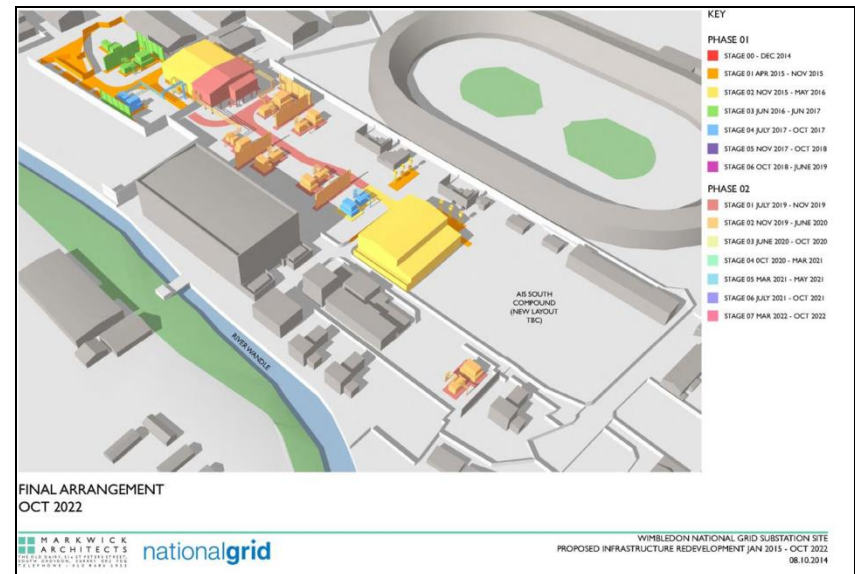 KEY
PHASE 01
STAGE 00 - DEC 2014
STAGE 01 APR 2015 - NOV 2015
STAGE 02 NOV 2015 - MAY 2016
STAGE 03 JUN 2016 - JUN 2017
STAGE 04 JULY 2017 - OCT 2017
STAGE 05 NOV 2017 - OCT 2018
STAGE 06 OCT 2018 - JUNE 2019
PHASE 02
STAGE 01 JULY 2019 - NOV 2019
STAGE 02 NOV 2019 - JUNE 2020
STAGE 03 JUNE 2020 - OCT 2020
STAGE 04 OCT 2020 - MAR 2021
STAGE 05 MAR 2021 - MAY 2021
STAGE 06 JULY 2021 - OCT 2021
STAGE 07 MAR 2022 - OCT 2022
AIS SOUTH
COMPOUND
(NEW LAYOUT
TBC)
RIVER WANDLE
FINAL ARRANGEMENT
OCT 2022
MARKWICK
ARCHITECTS
nationalgrid
WIMBLEDON NATIONAL GRID SUBSTATION SITE
PROPOSED INFRASTRUCTURE REDEVELOPMENT JAN 2015 - OCT 2022
08.10.2014